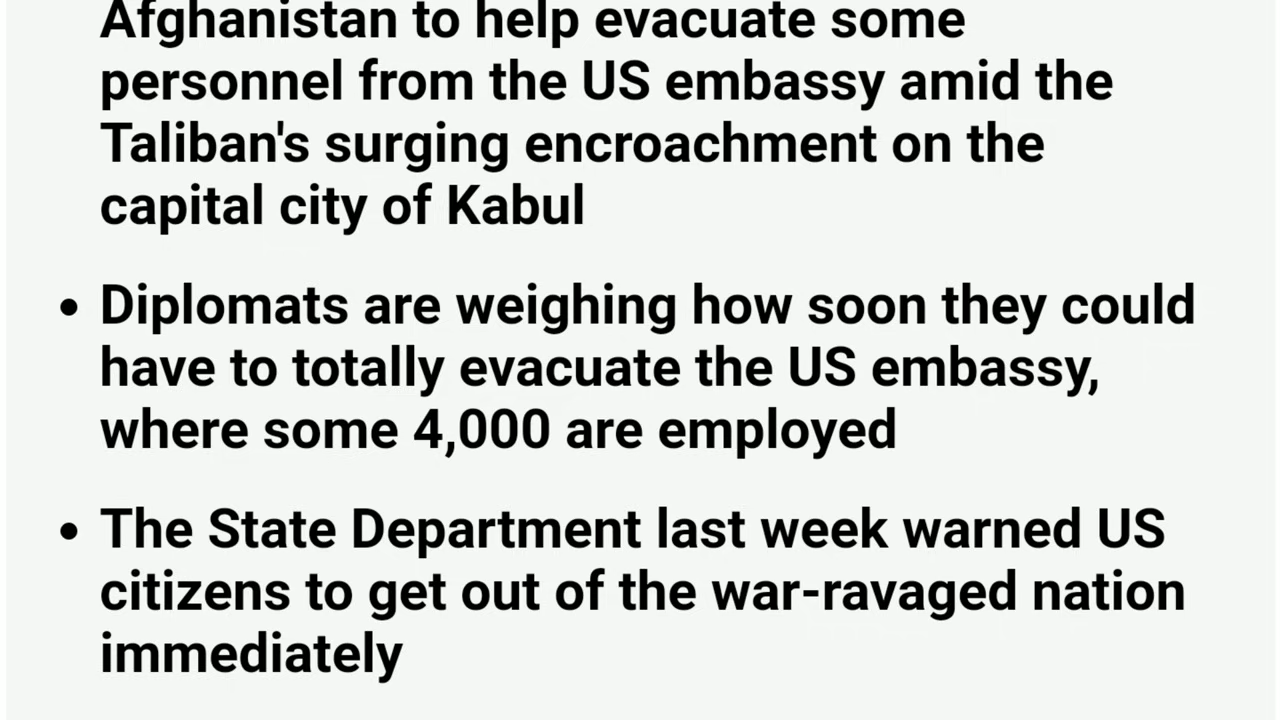 Afghanistan to help evacuate some
personnel from the US embassy amid the
Taliban's surging encroachment on the
capital city of Kabul
• Diplomats are weighing how soon they could
have to totally evacuate the US embassy,
where some 4,000 are employed
• The State Department last week warned US
citizens to get out of the war-ravaged nation
immediately